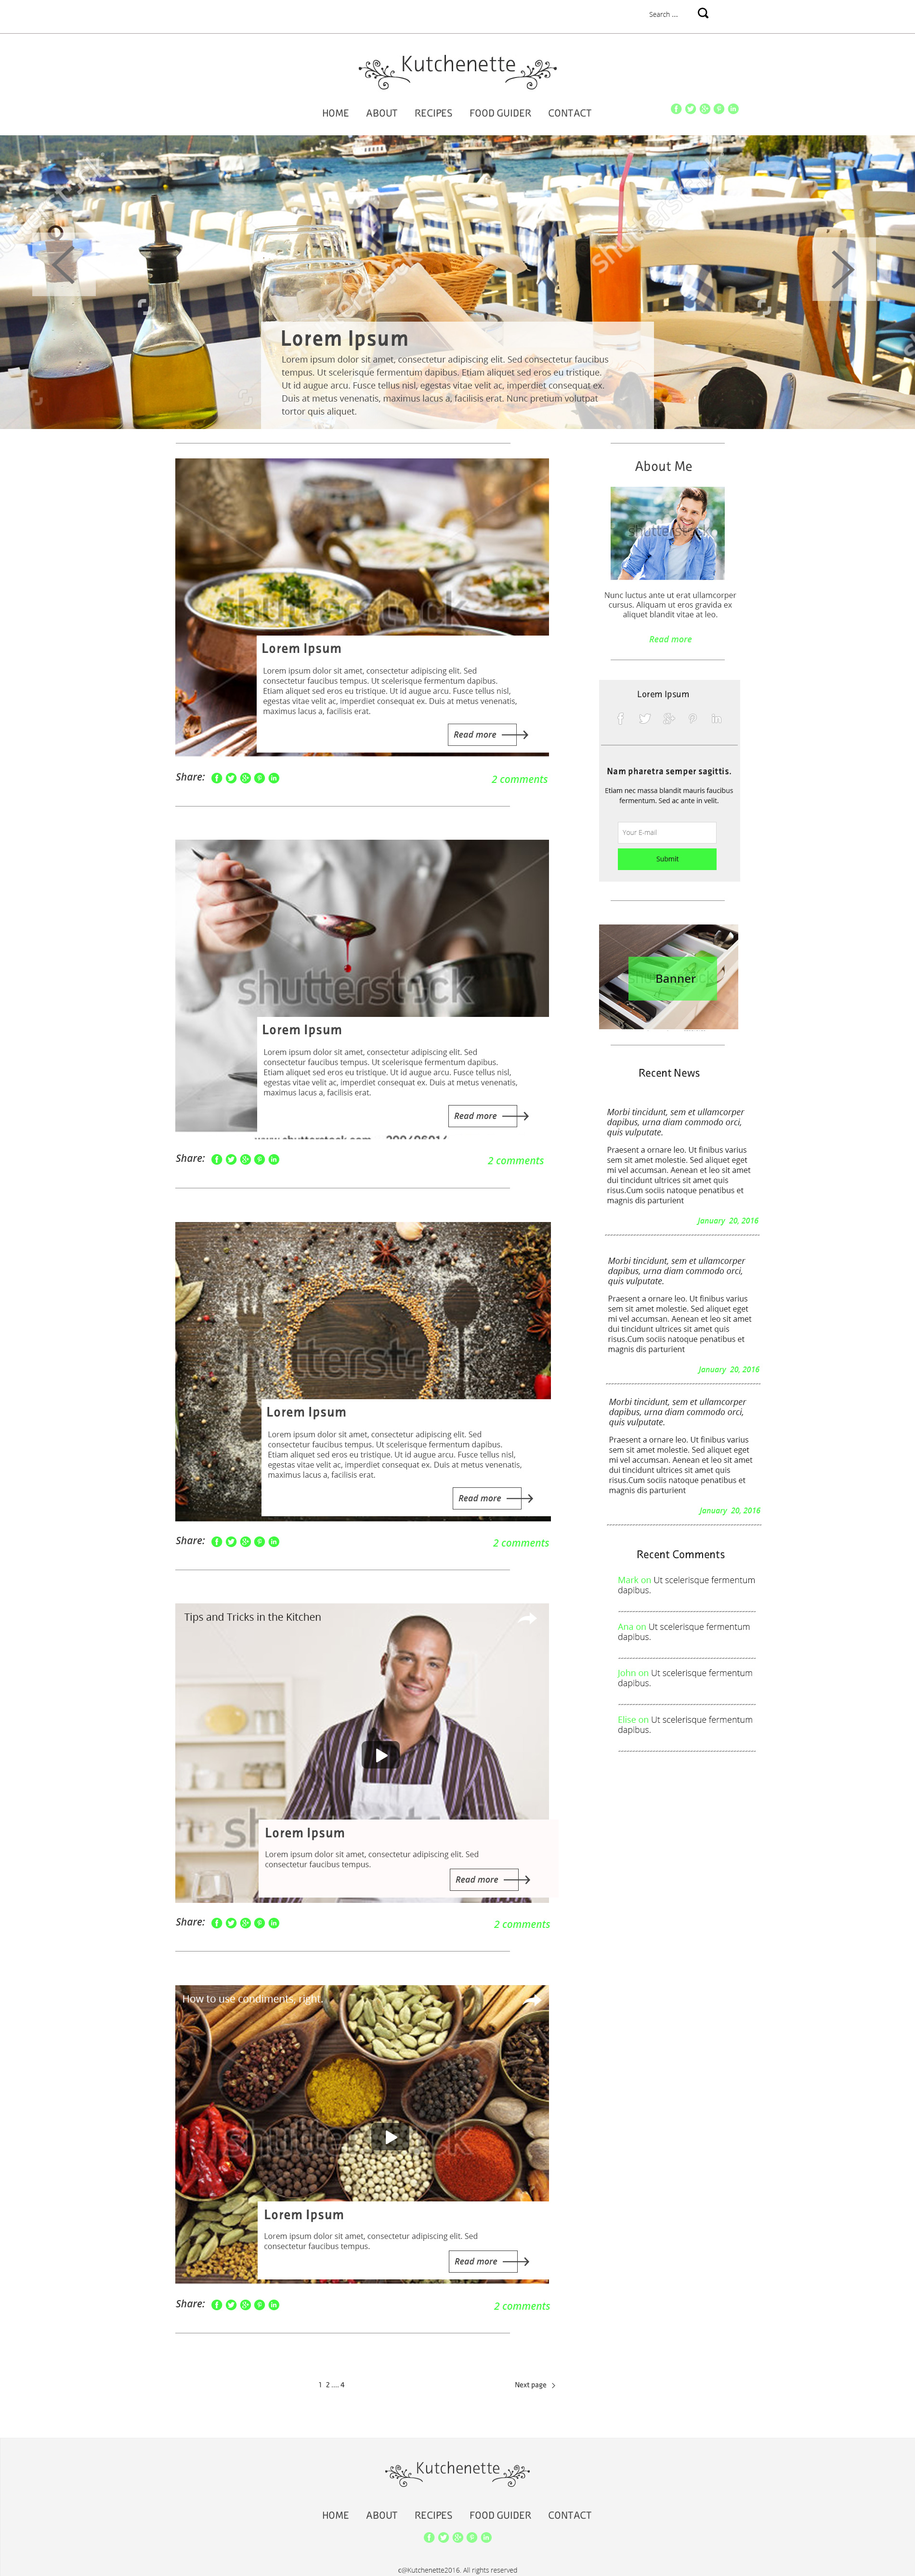 Search ...
Kutchenette
HOME ABOUT RECIPES FOOD GUIDER CONTACT
shutterstock
Lorem Ipsum
Lorem ipsum dolor sit amet, consectetur adipiscing elit. Sed consectetur faucibus
tempus. Ut scelerisque fermentum dapibus. Etiam aliquet sed eros eu tristique.
Ut id augue arcu. Fusce tellus nisl, egestas vitae velit ac, imperdiet consequat ex.
Duis at metus venenatis, maximus lacus a, facilisis erat. Nunc pretium volutpat
tortor quis aliquet.
shutterstock
Lorem Ipsum
Lorem ipsum dolor sit amet, consectetur adipiscing elit. Sed
consectetur faucibus tempus. Ut scelerisque fermentum dapibus.
Etiam aliquet sed eros eu tristique. Ut id augue arcu. Fusce tellus nisl,
egestas vitae velit ac, imperdiet consequat ex. Duis at metus venenatis,
maximus lacus a, facilisis erat.
Read more
Share:
2 comments
shutterstock
Lorem Ipsum
Lorem ipsum dolor sit amet, consectetur adipiscing elit. Sed
consectetur faucibus tempus. Ut scelerisque fermentum dapibus.
Etiam aliquet sed eros eu tristique. Ut id augue arcu. Fusce tellus nisl,
egestas vitae velit ac, imperdiet consequat ex. Duis at metus venenatis,
maximus lacus a, facilisis erat.
Read more
www.shutterstock.com
Share:
2 comments
shutterstock
Lorem Ipsum
Lorem ipsum dolor sit amet, consectetur adipiscing elit. Sed
consectetur faucibus tempus. Ut scelerisque fermentum dapibus.
Etiam aliquet sed eros eu tristique. Ut id augue arcu. Fusce tellus nisl,
egestas vitae velit ac, imperdiet consequat ex. Duis at metus venenatis,
maximus lacus a, facilisis erat.
Read more
Share:
2 comments
Tips and Tricks in the Kitchen
Lorem Ipsum
Lorem ipsum dolor sit amet, consectetur adipiscing elit. Sed
consectetur faucibus tempus.
Read more
Share:
2 comments
How to use condiments, right.
shutterstock
Lorem Ipsum
Lorem ipsum dolor sit amet, consectetur adipiscing elit. Sed
consectetur faucibus tempus.
Read more
Share:
2 comments
1 2 .... 4
Next page
About Me
shutterstock
Nunc luctus ante ut erat ullamcorper
cursus. Aliquam ut eros gravida ex
aliquet blandit vitae at leo.
Read more
Lorem Ipsum
Nam pharetra semper sagittis.
Etiam nec massa blandit mauris faucibus
fermentum. Sed ac ante in velit.
Your E-mail
Submit
Banner
Recent News
Morbi tincidunt, sem et ullamcorper
dapibus, urna diam commodo orci,
quis vulputate.
Praesent a ornare leo. Ut finibus varius
sem sit amet molestie. Sed aliquet eget
mi vel accumsan. Aenean et leo sit amet
dui tincidunt ultrices sit amet quis
risus.Cum sociis natoque penatibus et
magnis dis parturient
January 20, 2016
Morbi tincidunt, sem et ullamcorper
dapibus, urna diam commodo orci,
quis vulputate.
Praesent a ornare leo. Ut finibus varius
sem sit amet molestie. Sed aliquet eget
mi vel accumsan. Aenean et leo sit amet
dui tincidunt ultrices sit amet quis
risus.Cum sociis natoque penatibus et
magnis dis parturient
January 20, 2016
Morbi tincidunt, sem et ullamcorper
dapibus, urna diam commodo orci,
quis vulputate.
Praesent a ornare leo. Ut finibus varius
sem sit amet molestie. Sed aliquet eget
mi vel accumsan. Aenean et leo sit amet
dui tincidunt ultrices sit amet quis
risus.Cum sociis natoque penatibus et
magnis dis parturient
January 20, 2016
Recent Comments
Mark on Ut scelerisque fermentum
dapibus.
Ana on Ut scelerisque fermentum
dapibus.
John on Ut scelerisque fermentum
dapibus.
Elise on Ut scelerisque fermentum
dapibus.
Kutchenette
HOME ABOUT RECIPES FOOD GUIDER CONTACT
c@Kutchenette2016. All rights reserved